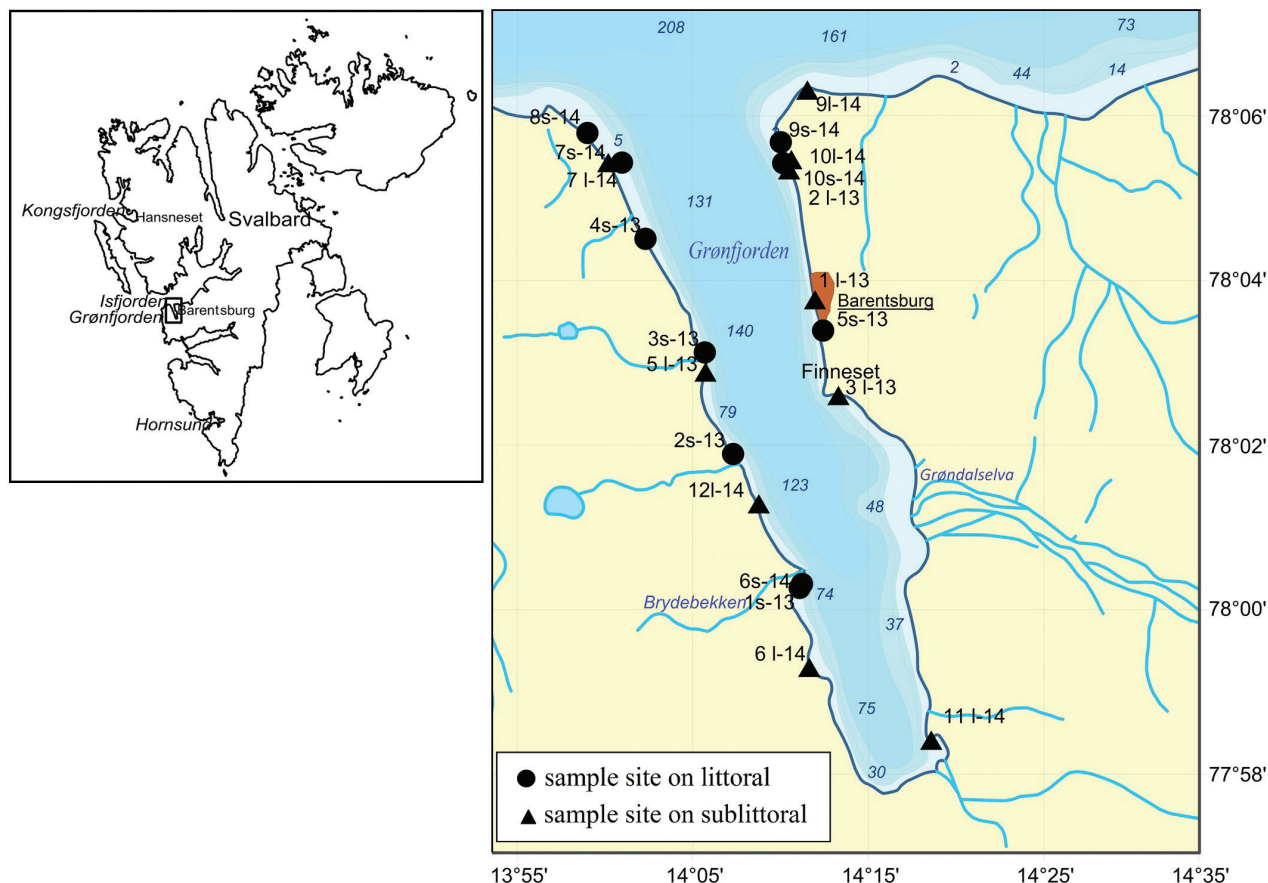 Kongsfjorden
Hansneset
Svalbard
Isfjorden
Grønfjorden
Barentsburg
Hornsund
208
161
73
2
44
14
9l-14
8s-14
5
9s-14
7s-14
10l-14
7 l-14
10s-14
2 l-13
131
4s-13
Grønfjorden
1 l-13
Barentsburg
5s-13
140
3s-13
5 l-13
Finneset
3 l-13
79
2s-13
12l-14
123
48
Grøndalselva
6s-14
1s-13
74
Brydebekken
37
6 l-14
75
11 l-14
30
78°06'
78°04'
78°02'
78°00'
77°58'
sample site on littoral
sample site on sublittoral
13°55'
14°05'
14°15'
14°25'
14°35'